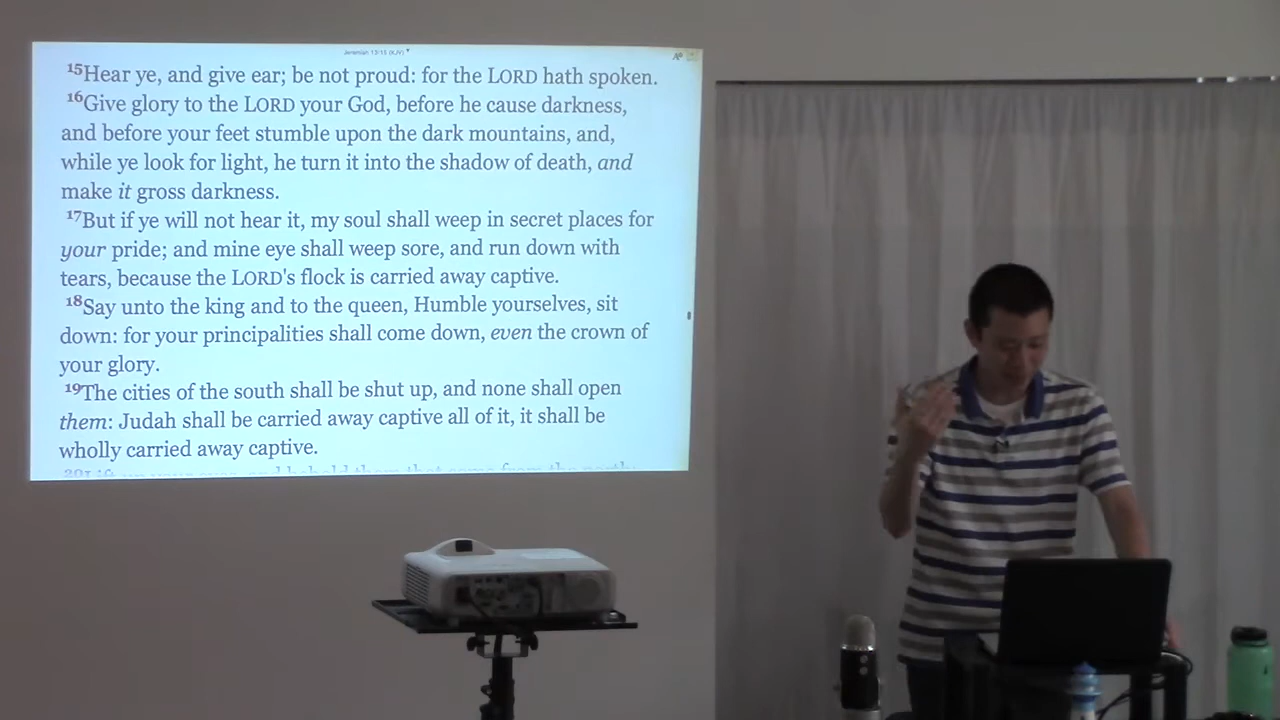 Jeremiah 13:15 (KJV)
15Hear ye, and give ear; be not proud: for the LORD hath spoken.
16Give glory to the LORD your God, before he cause darkness,
and before your feet stumble upon the dark mountains, and,
while ye look for light, he turn it into the shadow of death, and
make it gross darkness.
17But if ye will not hear it, my soul shall weep in secret places for
your pride; and mine eye shall weep sore, and run down with
tears, because the LORD's flock is carried away captive.
18Say unto the king and to the queen, Humble yourselves, sit
down: for your principalities shall come down, even the crown of
your glory.
19The cities of the south shall be shut up, and none shall open
them: Judah shall be carried away captive all of it, it shall be
wholly carried away captive.